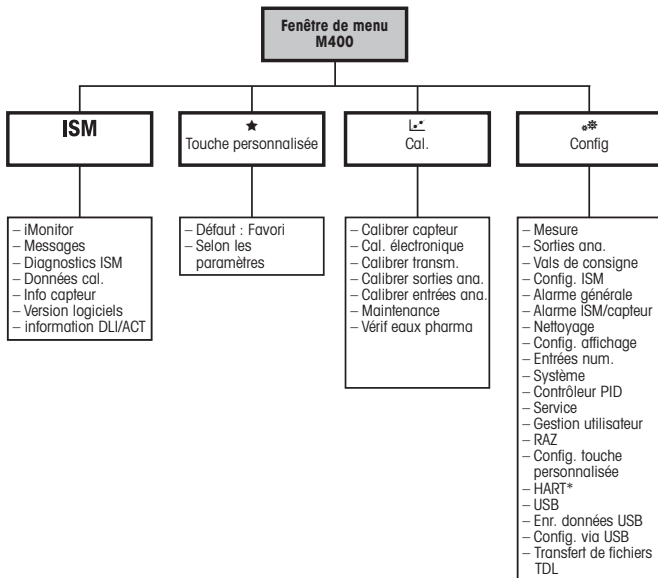 Fenêtre de menu
M400
ISM
Touche personnalisée
Cal.
Config
– iMonitor
– Messages
– Diagnostics ISM
– Données cal.
– Info capteur
– Version logiciels
– information DLI/ACT
– Défaut : Favori
– Selon les
paramètres
– Calibrer capteur
– Cal. électronique
– Calibrer transm.
– Calibrer sorties ana.
– Calibrer entrées ana.
– Maintenance
– Vérif eaux pharma
– Mesure
– Sorties ana.
– Vals de consigne
– Config. ISM
– Alarme générale
– Alarme ISM/capteur
– Nettoyage
– Config. affichage
– Entrées num.
– Système
– Contrôleur PID
– Service
– Gestion utilisateur
– RAZ
– Config. touche
personnalisée
– HART*
– USB
– Enr. données USB
– Config. via USB
– Transfert de fichiers
TDL